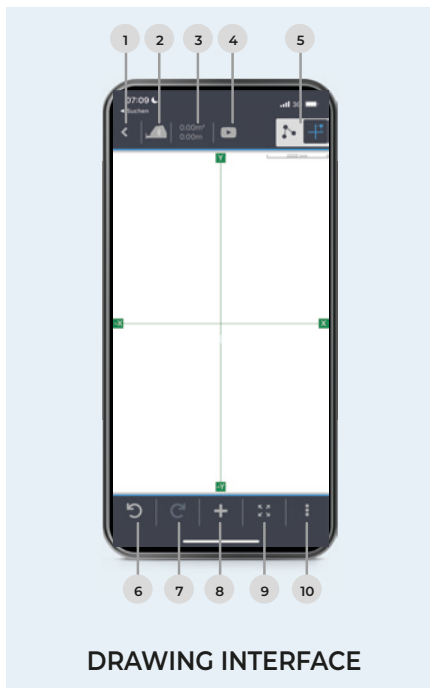 1 2 3 4 5
07:09
3G
Suchen
0.00m²
0.00m
Y
-X X
-Y
6 7 8 9 10
DRAWING INTERFACE